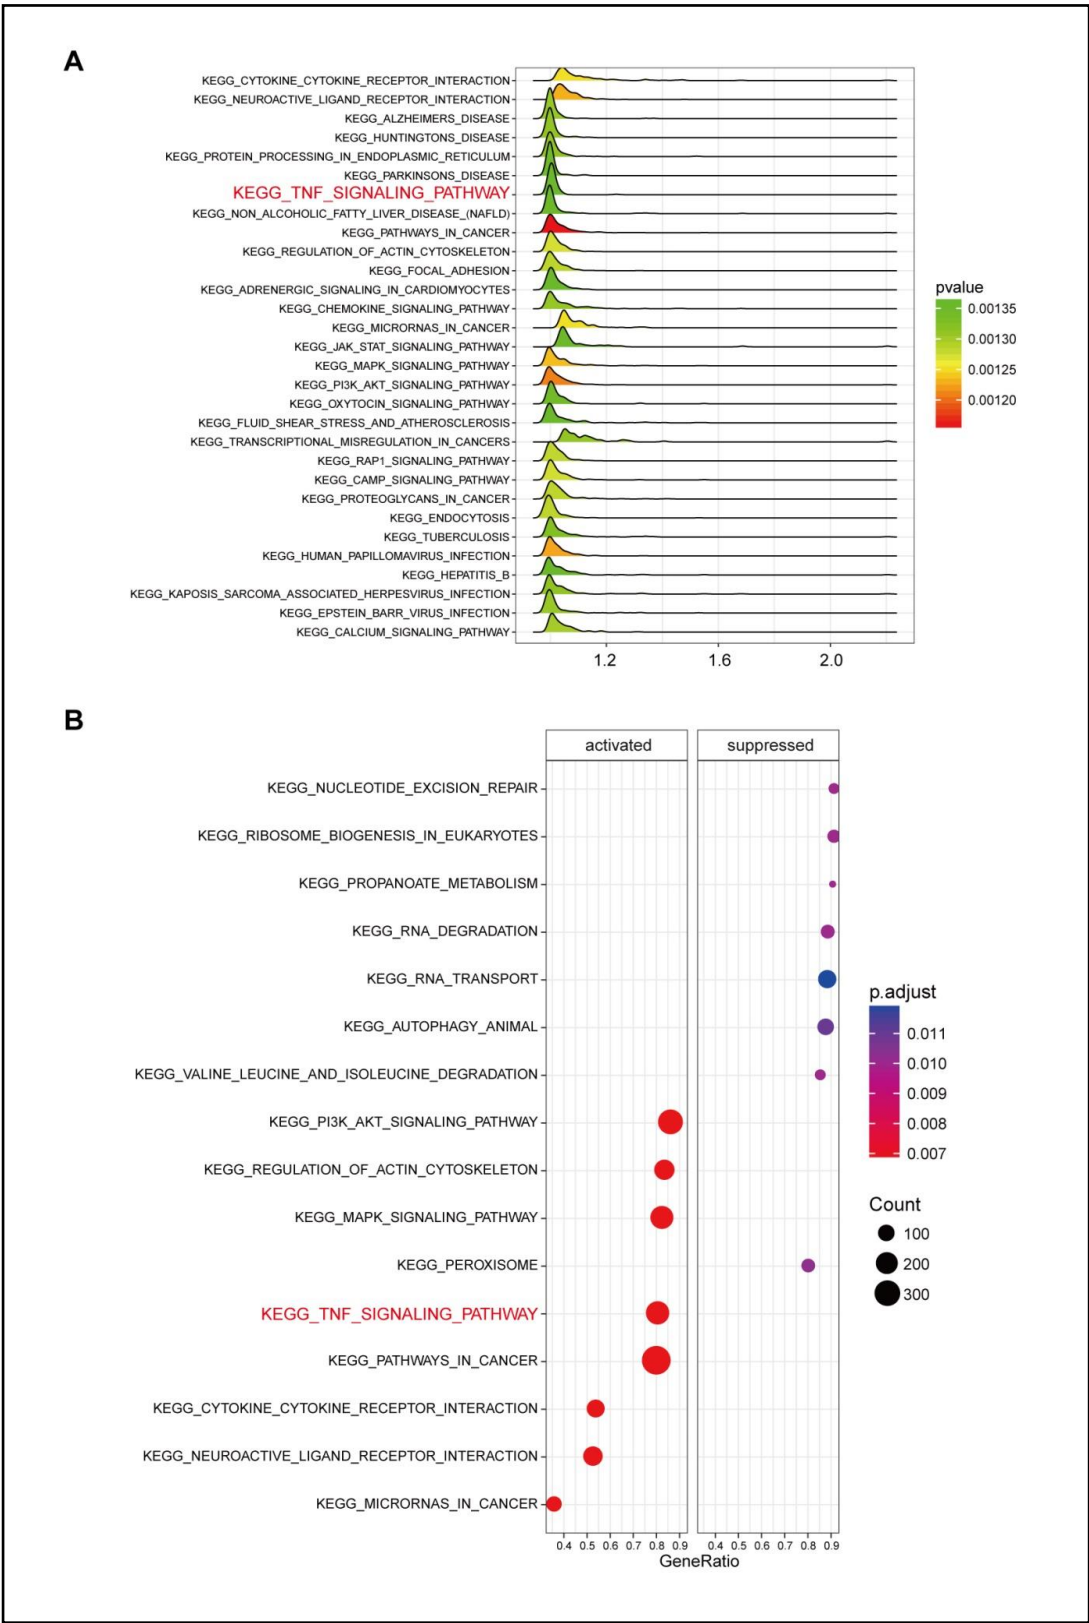 A
KEGG_CYTOKINE_CYTOKINE_RECEPTOR_INTERACTION
KEGG_NEUROACTIVE_LIGAND_RECEPTOR_INTERACTION
KEGG_ALZHEIMERS_DISEASE
KEGG_HUNTINGTONS_DISEASE
KEGG_PROTEIN_PROCESSING_IN_ENDOPLASMIC_RETICULUM
KEGG_PARKINSONS_DISEASE
KEGG_TNF_SIGNALING_PATHWAY
KEGG_NON_ALCOHOLIC_FATTY_LIVER_DISEASE_(NAFLD)
KEGG_PATHWAYS_IN_CANCER
KEGG_REGULATION_OF_ACTIN_CYTOSKELETON
KEGG_FOCAL_ADHESION
KEGG_ADRENERGIC_SIGNALING_IN_CARDIOMYOCYTES
KEGG_CHEMOKINE_SIGNALING_PATHWAY
KEGG_MICRORNAS_IN_CANCER
KEGG_JAK_STAT_SIGNALING_PATHWAY
KEGG_MAPK_SIGNALING_PATHWAY
KEGG_PI3K_AKT_SIGNALING_PATHWAY
KEGG_OXYTOCIN_SIGNALING_PATHWAY
KEGG_FLUID_SHEAR_STRESS_AND_ATHEROSCLEROSIS
KEGG_TRANSCRIPTIONAL_MISREGULATION_IN_CANCERS
KEGG_RAP1_SIGNALING_PATHWAY
KEGG_CAMP_SIGNALING_PATHWAY
KEGG_PROTEOGLYCANS_IN_CANCER
KEGG_ENDOCYTOSIS
KEGG_TUBERCULOSIS
KEGG_HUMAN_PAPILLOMAVIRUS_INFECTION
KEGG_HEPATITIS_B
KEGG_KAPOSIS_SARCOMA_ASSOCIATED_HERPESVIRUS_INFECTION
KEGG_EPSTEIN_BARR_VIRUS_INFECTION
KEGG_CALCIUM_SIGNALING_PATHWAY
1.2 1.6 2.0
pvalue
0.00135
0.00130
0.00125
0.00120
B
activated suppressed
KEGG_NUCLEOTIDE_EXCISION_REPAIR
KEGG_RIBOSOME_BIOGENESIS_IN_EUKARYOTES
KEGG_PROPANOATE_METABOLISM
KEGG_RNA_DEGRADATION
KEGG_RNA_TRANSPORT
KEGG_AUTOPHAGY_ANIMAL
KEGG_VALINE_LEUCINE_AND_ISOLEUCINE_DEGRADATION
KEGG_PI3K_AKT_SIGNALING_PATHWAY
KEGG_REGULATION_OF_ACTIN_CYTOSKELETON
KEGG_MAPK_SIGNALING_PATHWAY
KEGG_PEROXISOME
KEGG_TNF_SIGNALING_PATHWAY
KEGG_PATHWAYS_IN_CANCER
KEGG_CYTOKINE_CYTOKINE_RECEPTOR_INTERACTION
KEGG_NEUROACTIVE_LIGAND_RECEPTOR_INTERACTION
KEGG_MICRORNAS_IN_CANCER
0.4 0.5 0.6 0.7 0.8 0.9 0.4 0.5 0.6 0.7 0.8 0.9
GeneRatio
p.adjust
0.011
0.010
0.009
0.008
0.007
Count
100
200
300